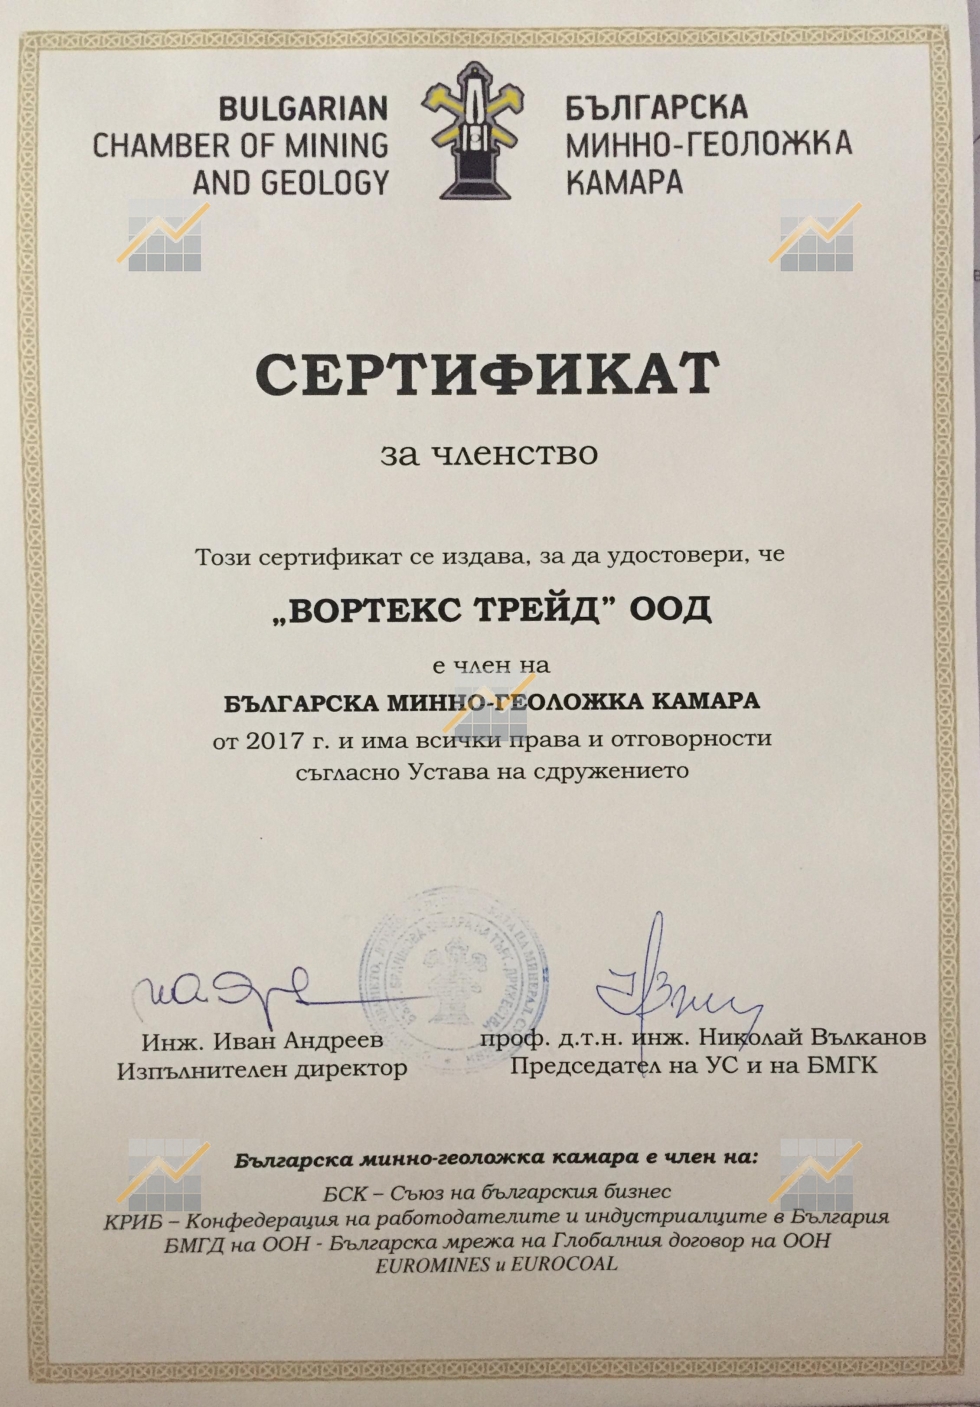 BULGARIAN
CHAMBER OF MINING
AND GEOLOGY
БЪЛГАРСКА
МИННО-ГЕОЛОЖКА
КАМАРА
СЕРТИФИКАТ
за членство
Този сертификат се издава, за да удостовери, че
„ВОРТЕКС ТРЕЙД” ООД
е член на
БЪЛГАРСКА МИННО-ГЕОЛОЖКА КАМАРА
от 2017 г. и има всички права и отговорности
съгласно Устава на сдружението
Инж. Иван Андреев
Изпълнителен директор
проф. д.т.н. инж. Николай Вълканов
Председател на УС и на БМГК
Българска минно-геоложка камара е член на:
БСК – Съюз на българския бизнес
КРИБ – Конфедерация на работодателите и индустриалците в България
БМГД на ООН - Българска мрежа на Глобалния договор на ООН
EUROMINES и EUROCOAL